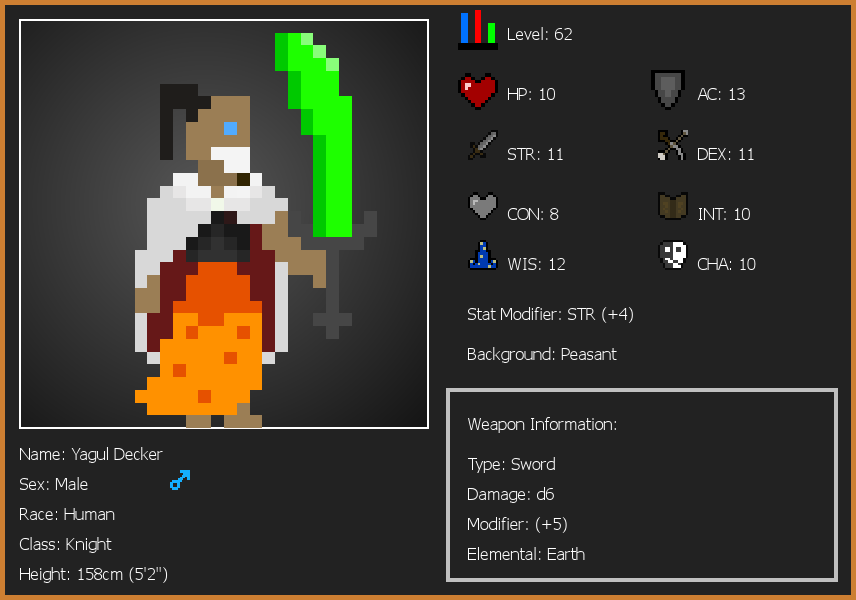 Level: 62
HP: 10
AC: 13
STR: 11
DEX: 11
CON: 8
INT: 10
WIS: 12
CHA: 10
Stat Modifier: STR (+4)
Background: Peasant
Weapon Information:
Type: Sword
Damage: d6
Modifier: (+5)
Elemental: Earth
Name: Yagul Decker
Sex: Male
Race: Human
Class: Knight
Height: 158cm (5'2")